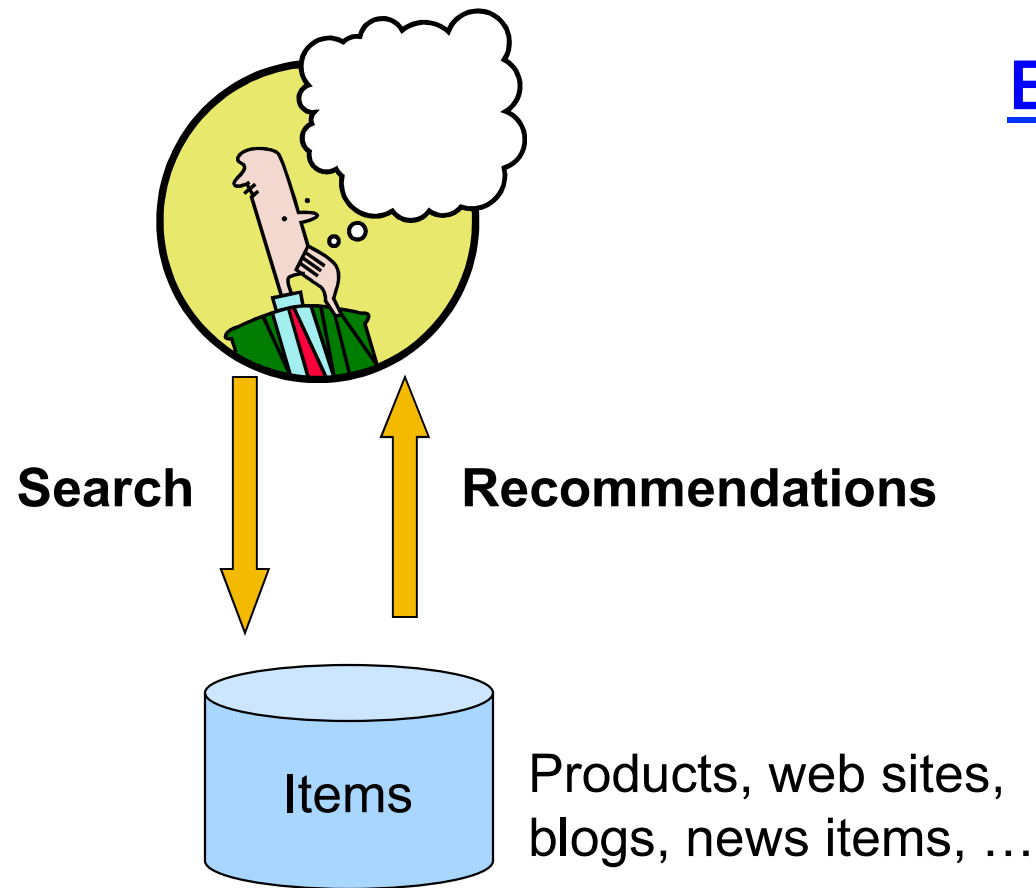 Search
Recommendations
Items
Products, web sites,
blogs, news items, …